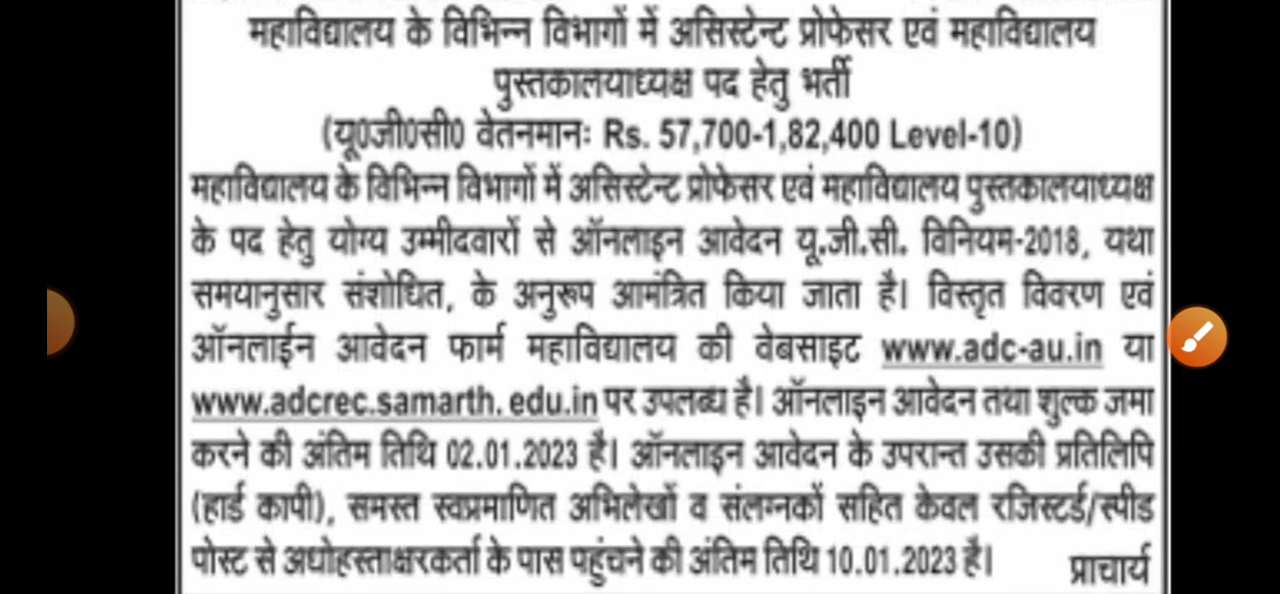 महाविद्यालय के विभिन्न विभागों में असिस्टेन्ट प्रोफेसर एवं महाविद्यालय
पुस्तकालयाध्यक्ष पद हेतु भर्ती
(यू0जी0सी0 वेतनमानः Rs. 57,700-1,82,400 Level-10)
महाविद्यालय के विभिन्न विभागों में असिस्टेन्ट प्रोफेसर एवं महाविद्यालय पुस्तकालयाध्यक्ष
के पद हेतु योग्य उम्मीदवारों से ऑनलाइन आवेदन यू.जी.सी. विनियम-2018, यथा
समयानुसार संशोधित, के अनुरूप आमंत्रित किया जाता है। विस्तृत विवरण एवं
ऑनलाईन आवेदन फार्म महाविद्यालय की वेबसाइट www.adc-au.in या
www.adcrec.samarth. edu.in पर उपलब्ध है। ऑनलाइन आवेदन तथा शुल्क जमा
करने की अंतिम तिथि 02.01.2023 है। ऑनलाइन आवेदन के उपरान्त उसकी प्रतिलिपि
(हार्ड कापी), समस्त स्वप्रमाणित अभिलेखों व संलग्नकों सहित केवल रजिस्टर्ड/स्पीड
पोस्ट से अधोहस्ताक्षरकर्ता के पास पहुंचने की अंतिम तिथि 10.01.2023 है। प्राचार्य